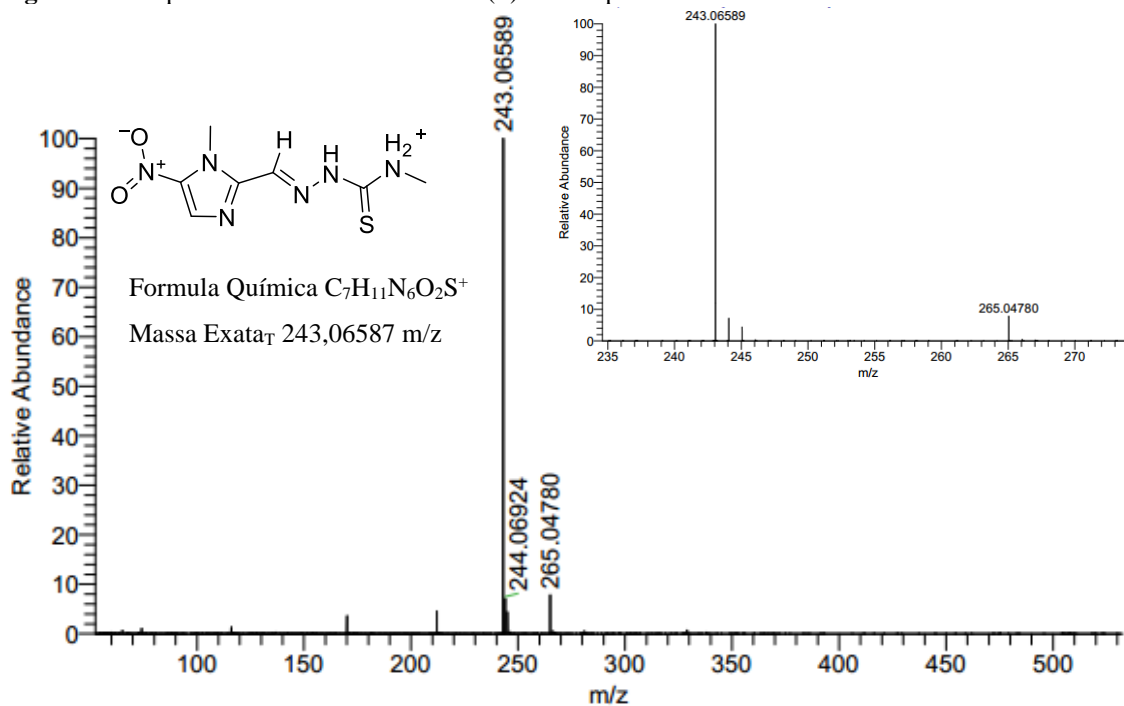 243.06589
100
90
80
70
60
50
40
30
20
10
0
Relative Abundance
⁻O
O
N⁺
N
N
H
N
H
N
S
H₂⁺
N
Formula Química C₇H₁₁N₆O₂S⁺
Massa Exata_T 243,06587 m/z
243.06589
244.06924
265.04780
100
150
200
250
300
350
400
450
500
m/z
100
90
80
70
60
50
40
30
20
10
0
Relative Abundance
265.04780
235
240
245
250
255
260
265
270
m/z